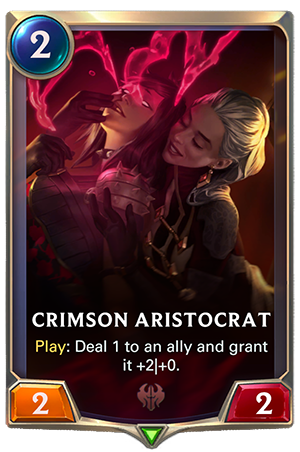 2
CRIMSON ARISTOCRAT
Play: Deal 1 to an ally and grant
it +2|+0.
2 2